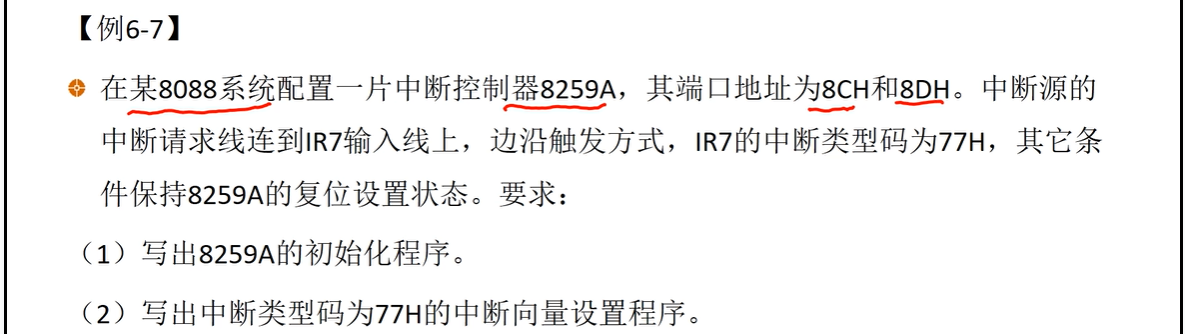 【例6-7】
在某8088系统配置一片中断控制器8259A，其端口地址为8CH和8DH。中断源的
中断请求线连到IR7输入线上，边沿触发方式，IR7的中断类型码为77H，其它条
件保持8259A的复位设置状态。要求：
（1）写出8259A的初始化程序。
（2）写出中断类型码为77H的中断向量设置程序。